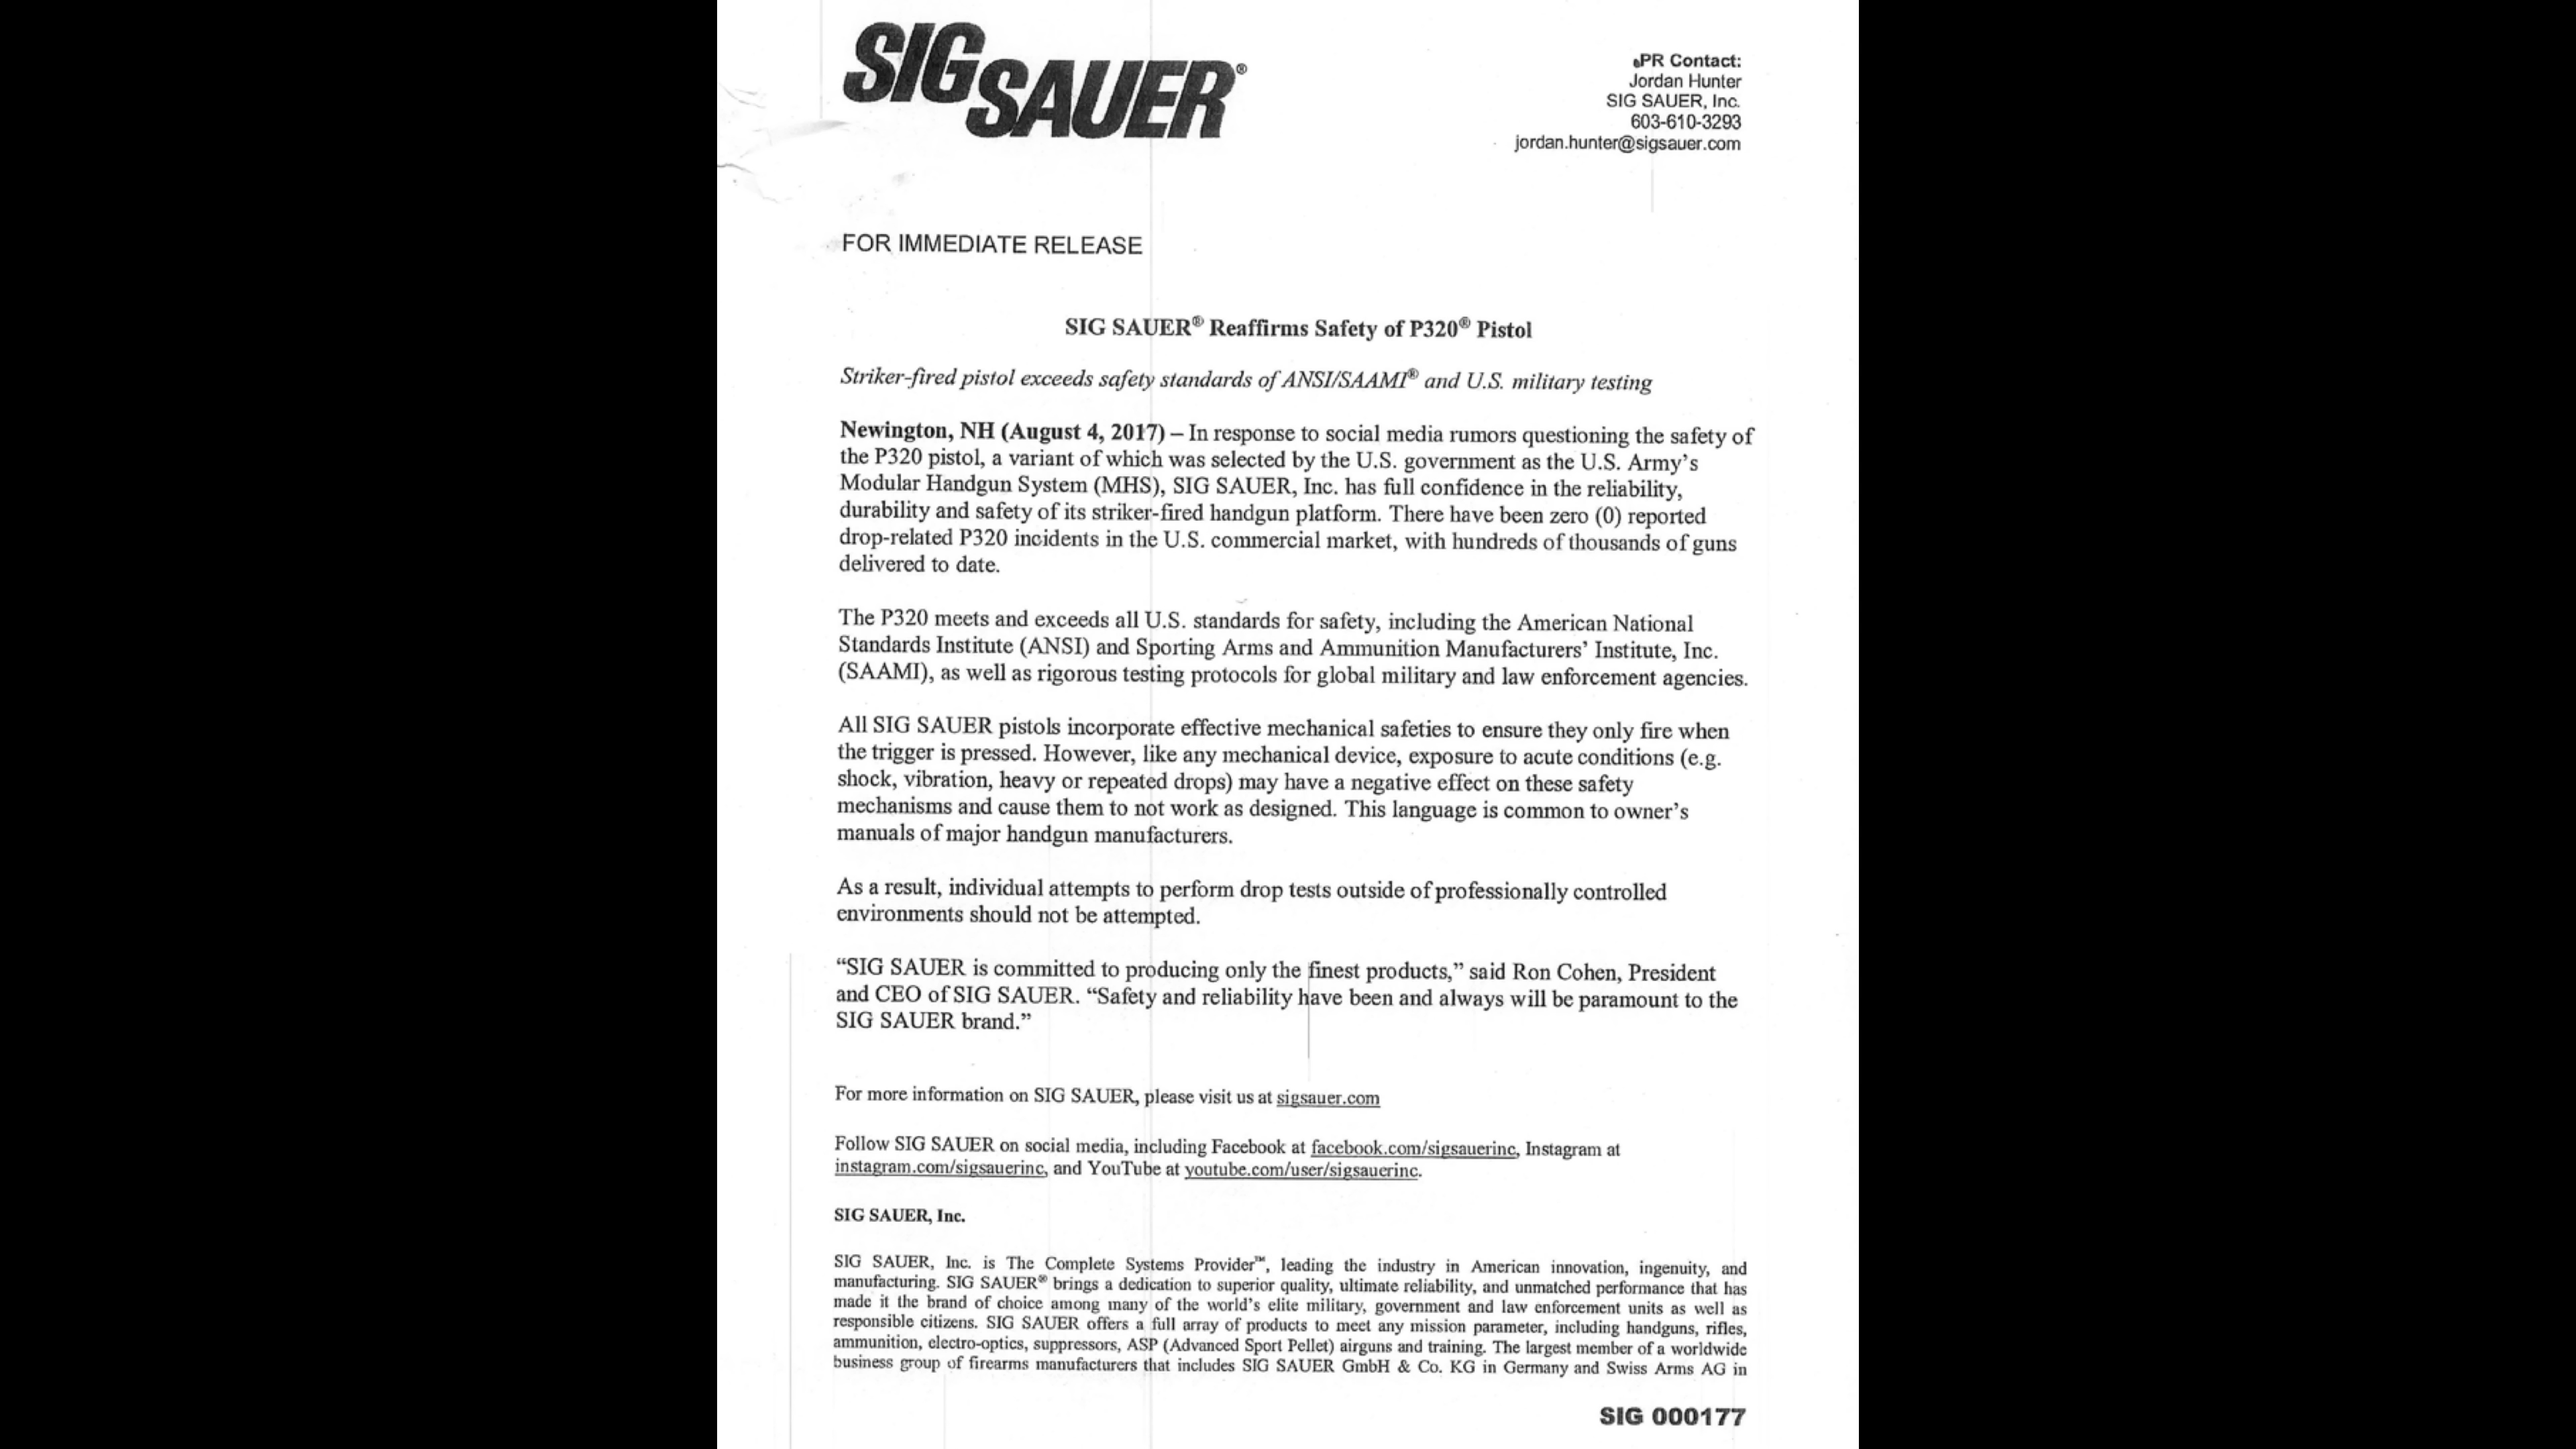 SIG SAUER®
PR Contact:
Jordan Hunter
SIG SAUER, Inc.
603-610-3293
jordan.hunter@sigsauer.com
FOR IMMEDIATE RELEASE
SIG SAUER® Reaffirms Safety of P320® Pistol
Striker-fired pistol exceeds safety standards of ANSI/SAAMI® and U.S. military testing
Newington, NH (August 4, 2017) – In response to social media rumors questioning the safety of
the P320 pistol, a variant of which was selected by the U.S. government as the U.S. Army’s
Modular Handgun System (MHS), SIG SAUER, Inc. has full confidence in the reliability,
durability and safety of its striker-fired handgun platform. There have been zero (0) reported
drop-related P320 incidents in the U.S. commercial market, with hundreds of thousands of guns
delivered to date.
The P320 meets and exceeds all U.S. standards for safety, including the American National
Standards Institute (ANSI) and Sporting Arms and Ammunition Manufacturers’ Institute, Inc.
(SAAMI), as well as rigorous testing protocols for global military and law enforcement agencies.
All SIG SAUER pistols incorporate effective mechanical safeties to ensure they only fire when
the trigger is pressed. However, like any mechanical device, exposure to acute conditions (e.g.
shock, vibration, heavy or repeated drops) may have a negative effect on these safety
mechanisms and cause them to not work as designed. This language is common to owner’s
manuals of major handgun manufacturers.
As a result, individual attempts to perform drop tests outside of professionally controlled
environments should not be attempted.
“SIG SAUER is committed to producing only the finest products,” said Ron Cohen, President
and CEO of SIG SAUER. “Safety and reliability have been and always will be paramount to the
SIG SAUER brand.”
For more information on SIG SAUER, please visit us at sigsauer.com
Follow SIG SAUER on social media, including Facebook at facebook.com/sigsauerinc, Instagram at
instagram.com/sigsauerinc, and YouTube at youtube.com/user/sigsauerinc.
SIG SAUER, Inc.
SIG SAUER, Inc. is The Complete Systems Provider™, leading the industry in American innovation, ingenuity, and
manufacturing. SIG SAUER® brings a dedication to superior quality, ultimate reliability, and unmatched performance that has
made it the brand of choice among many of the world’s elite military, government and law enforcement units as well as
responsible citizens. SIG SAUER offers a full array of products to meet any mission parameter, including handguns, rifles,
ammunition, electro-optics, suppressors, ASP (Advanced Sport Pellet) airguns and training. The largest member of a worldwide
business group of firearms manufacturers that includes SIG SAUER GmbH & Co. KG in Germany and Swiss Arms AG in
SIG 000177